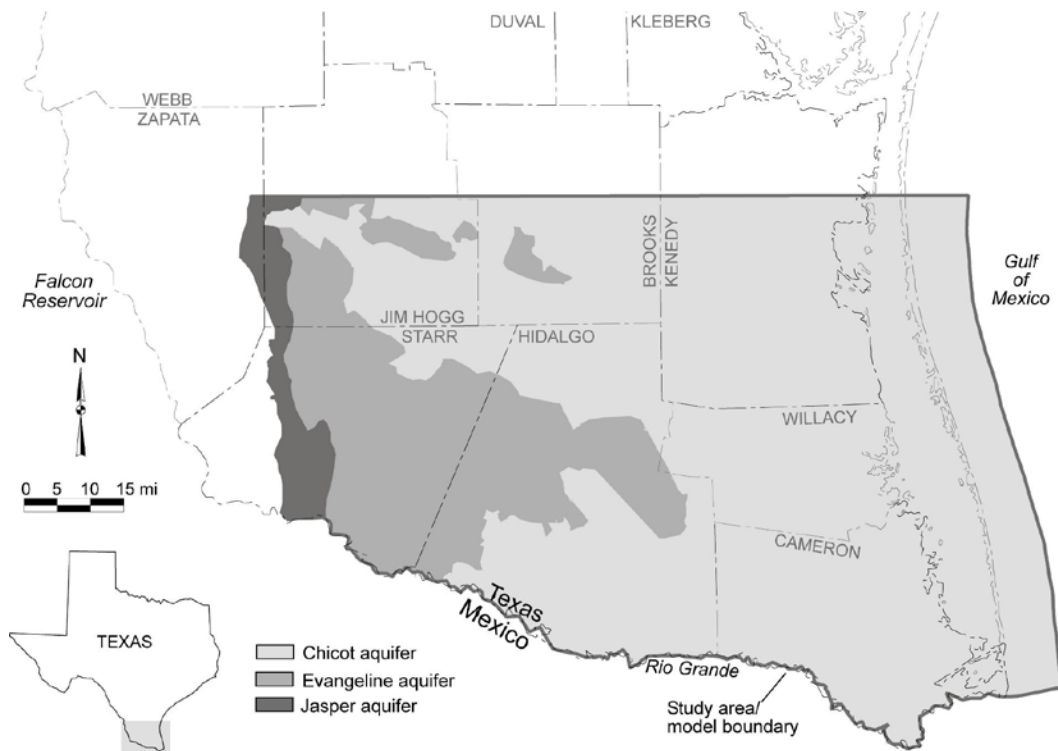 DUVAL
KLEBERG
WEBB
ZAPATA
BROOKS
KENEDY
Falcon
Reservoir
Gulf
of
Mexico
JIM HOGG
STARR
HIDALGO
N
WILLACY
0 5 10 15 mi
CAMERON
Texas
Mexico
TEXAS
Chicot aquifer
Evangeline aquifer
Jasper aquifer
Rio Grande
Study area/
model boundary